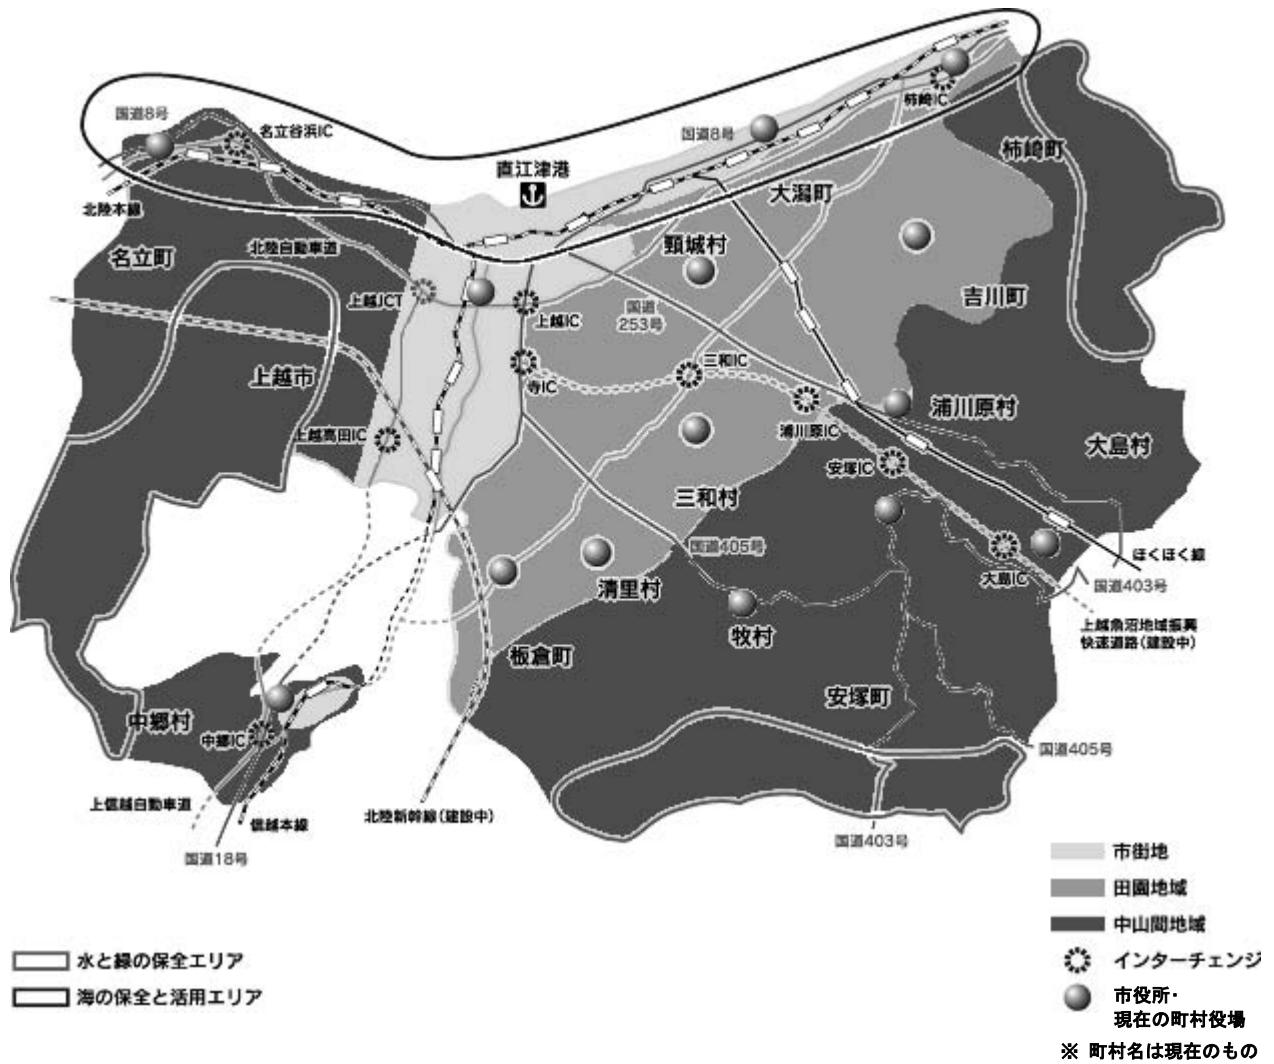 国道8号
名立谷浜IC
北陸本線
名立町
北陸自動車道
直江津港
国道8号
柿崎IC
柿崎町
大潟町
頸城村
吉川町
上越JCT
上越IC
国道
253号
上越市
寺IC
三和IC
浦川原IC
浦川原村
大島村
上越高田IC
安塚IC
三和村
国道405号
大島IC
ほくほく線
国道403号
清里村
牧村
上越魚沼地域振興
快速道路(建設中)
板倉町
安塚町
中郷村
中郷IC
国道405号
上信越自動車道
信越本線
北陸新幹線(建設中)
国道18号
国道403号
市街地
田園地域
中山間地域
インターチェンジ
市役所・
現在の町村役場
※ 町村名は現在のもの
水と緑の保全エリア
海の保全と活用エリア